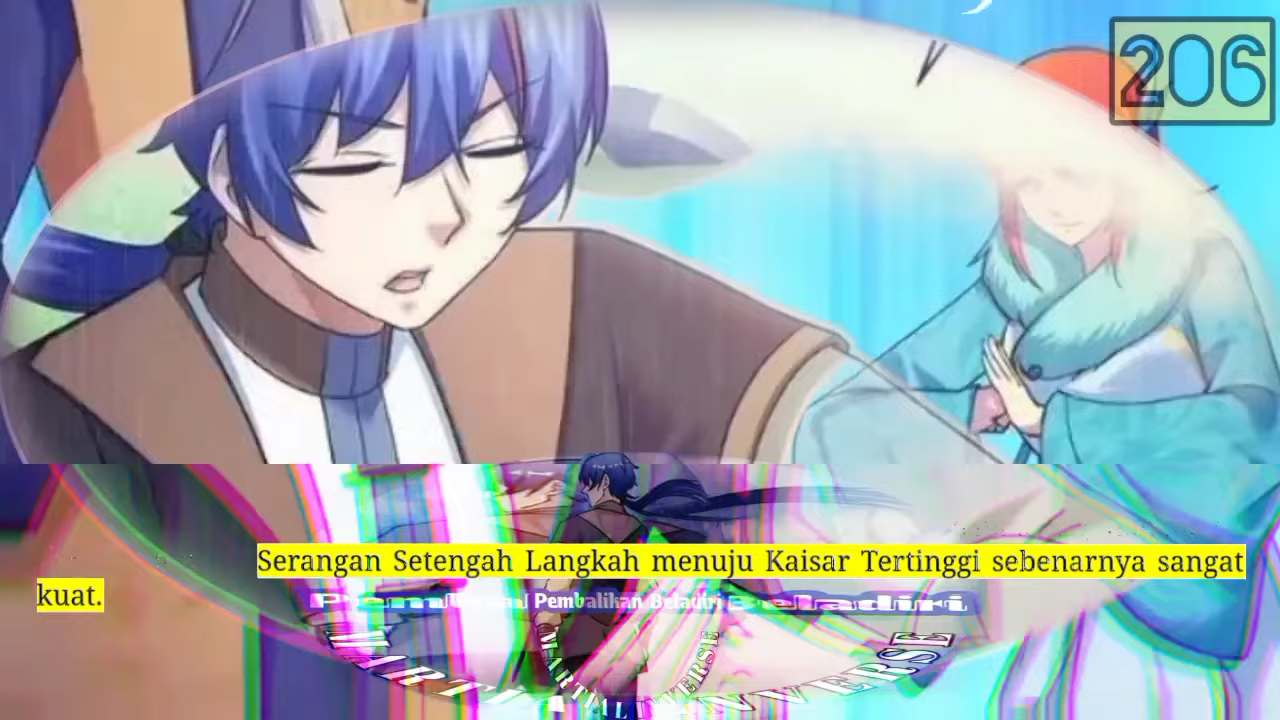 206
Serangan Setengah Langkah menuju Kaisar Tertinggi sebenarnya sangat
kuat.
Pembalikan Beladiri